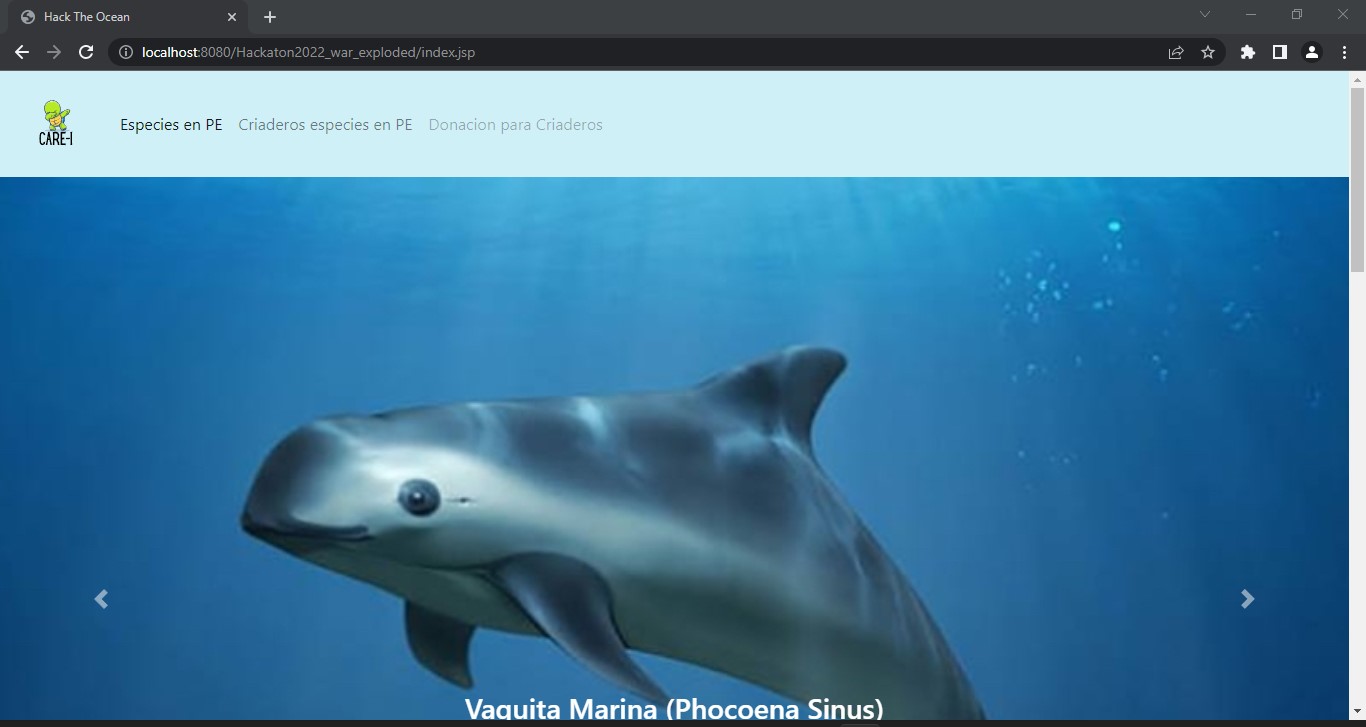 Hack The Ocean
localhost:8080/Hackaton2022_war_exploded/index.jsp
CARE-I
Especies en PE Criaderos especies en PE Donacion para Criaderos
Vaquita Marina (Phocoena Sinus)